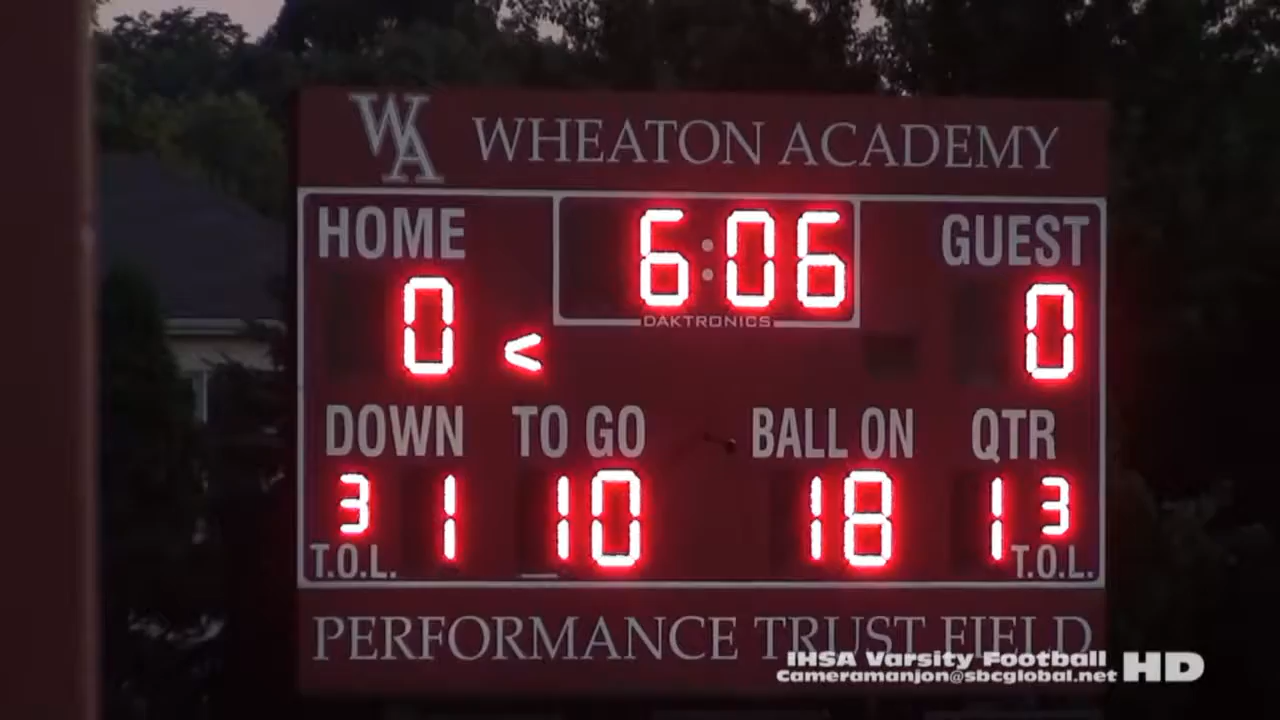 WA WHEATON ACADEMY
HOME 6:06 GUEST
DAKTRONICS
0 < 0
DOWN TO GO BALL ON QTR
3 1 10 18 1 3
T.O.L. T.O.L.
PERFORMANCE TRUST FIELD
IHSA Varsity Football HD
cameramanjon@sbcglobal.net